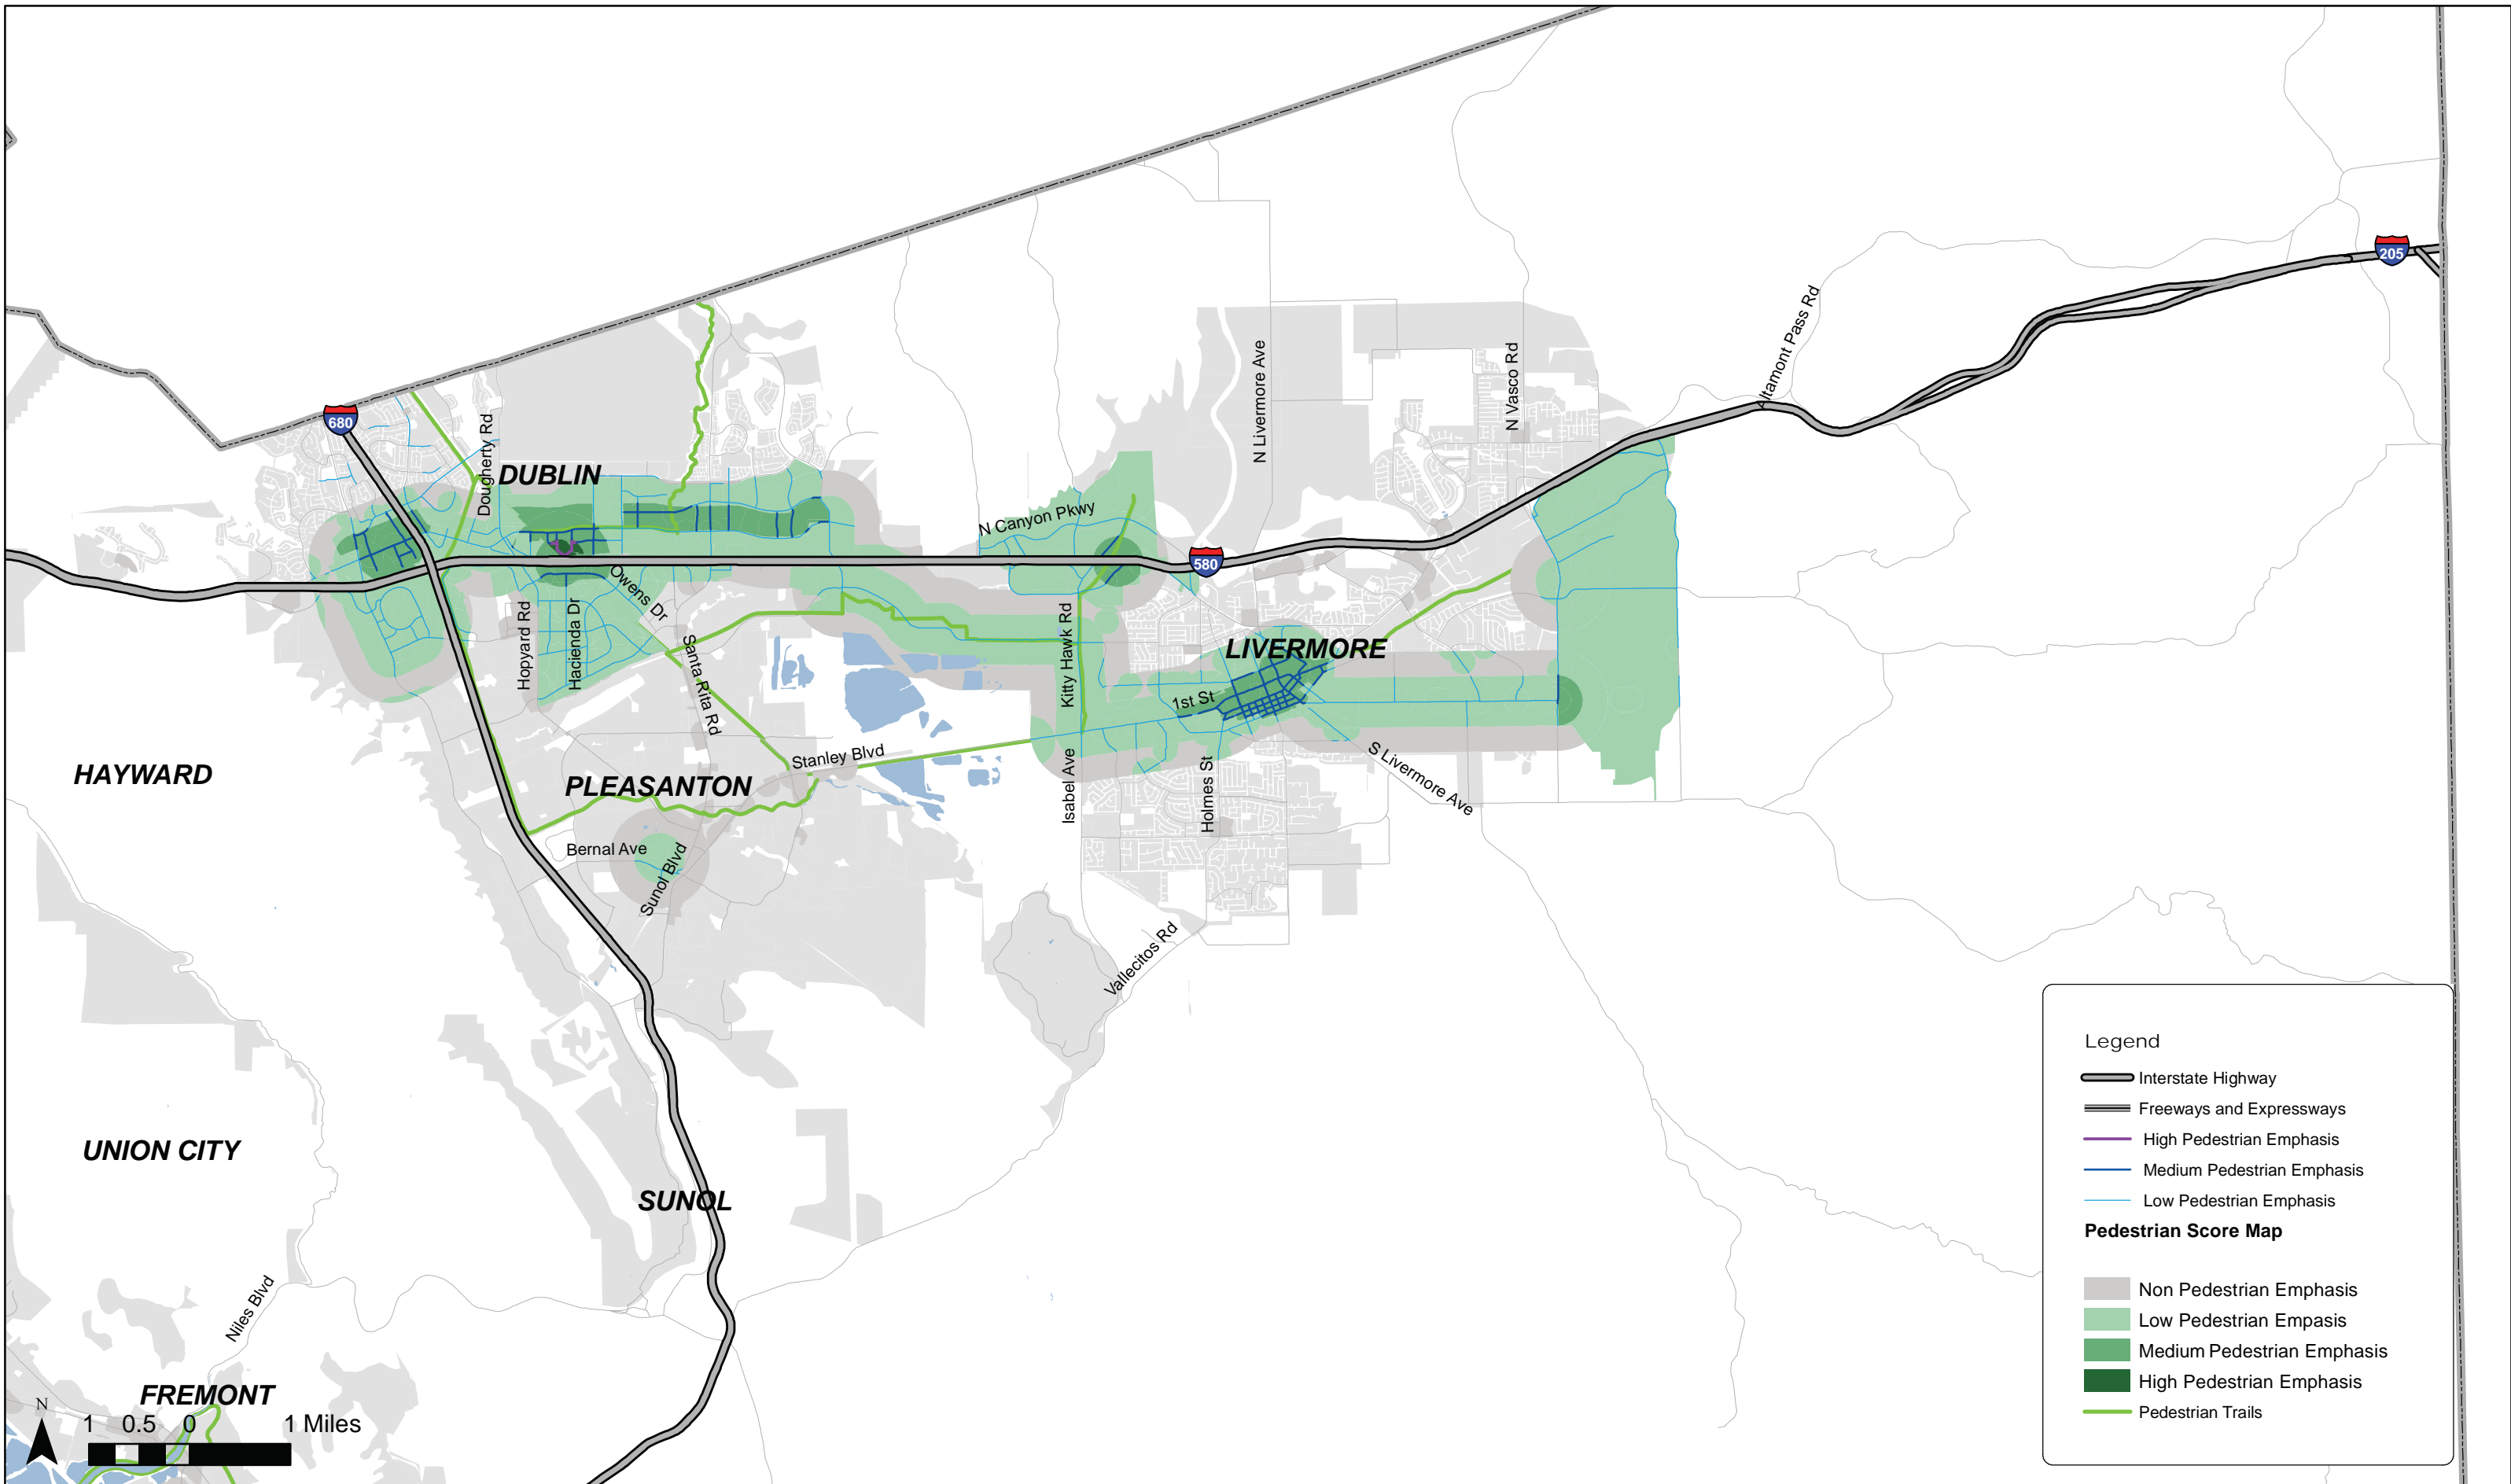 205
Altamont Pass Rd
N Livermore Ave
N Vasco Rd
680
Dougherty Rd
DUBLIN
N Canyon Pkwy
580
Owens Dr
Hopyard Rd
Hacienda Dr
Santa Rita Rd
Kitty Hawk Rd
LIVERMORE
1st St
HAYWARD
PLEASANTON
Stanley Blvd
Isabel Ave
Holmes St
S Livermore Ave
Bernal Ave
Sunol Blvd
Vallecitos Rd
UNION CITY
SUNOL
Niles Blvd
FREMONT
N
1 0.5 0 1 Miles
Legend
Interstate Highway
Freeways and Expressways
High Pedestrian Emphasis
Medium Pedestrian Emphasis
Low Pedestrian Emphasis
Pedestrian Score Map
Non Pedestrian Emphasis
Low Pedestrian Empasis
Medium Pedestrian Emphasis
High Pedestrian Emphasis
Pedestrian Trails